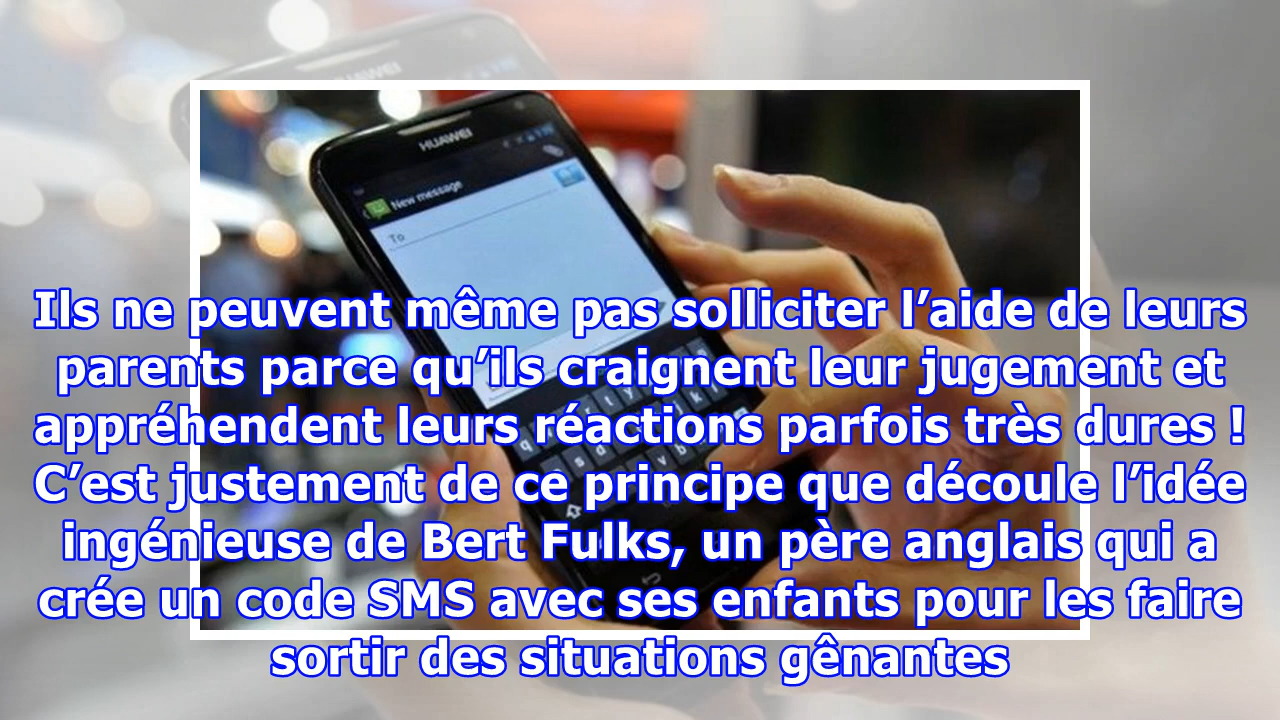 HUAWEI
New message
To
Ils ne peuvent même pas solliciter l’aide de leurs
parents parce qu’ils craignent leur jugement et
appréhendent leurs réactions parfois très dures !
C’est justement de ce principe que découle l’idée
ingénieuse de Bert Fulks, un père anglais qui a
crée un code SMS avec ses enfants pour les faire
sortir des situations gênantes